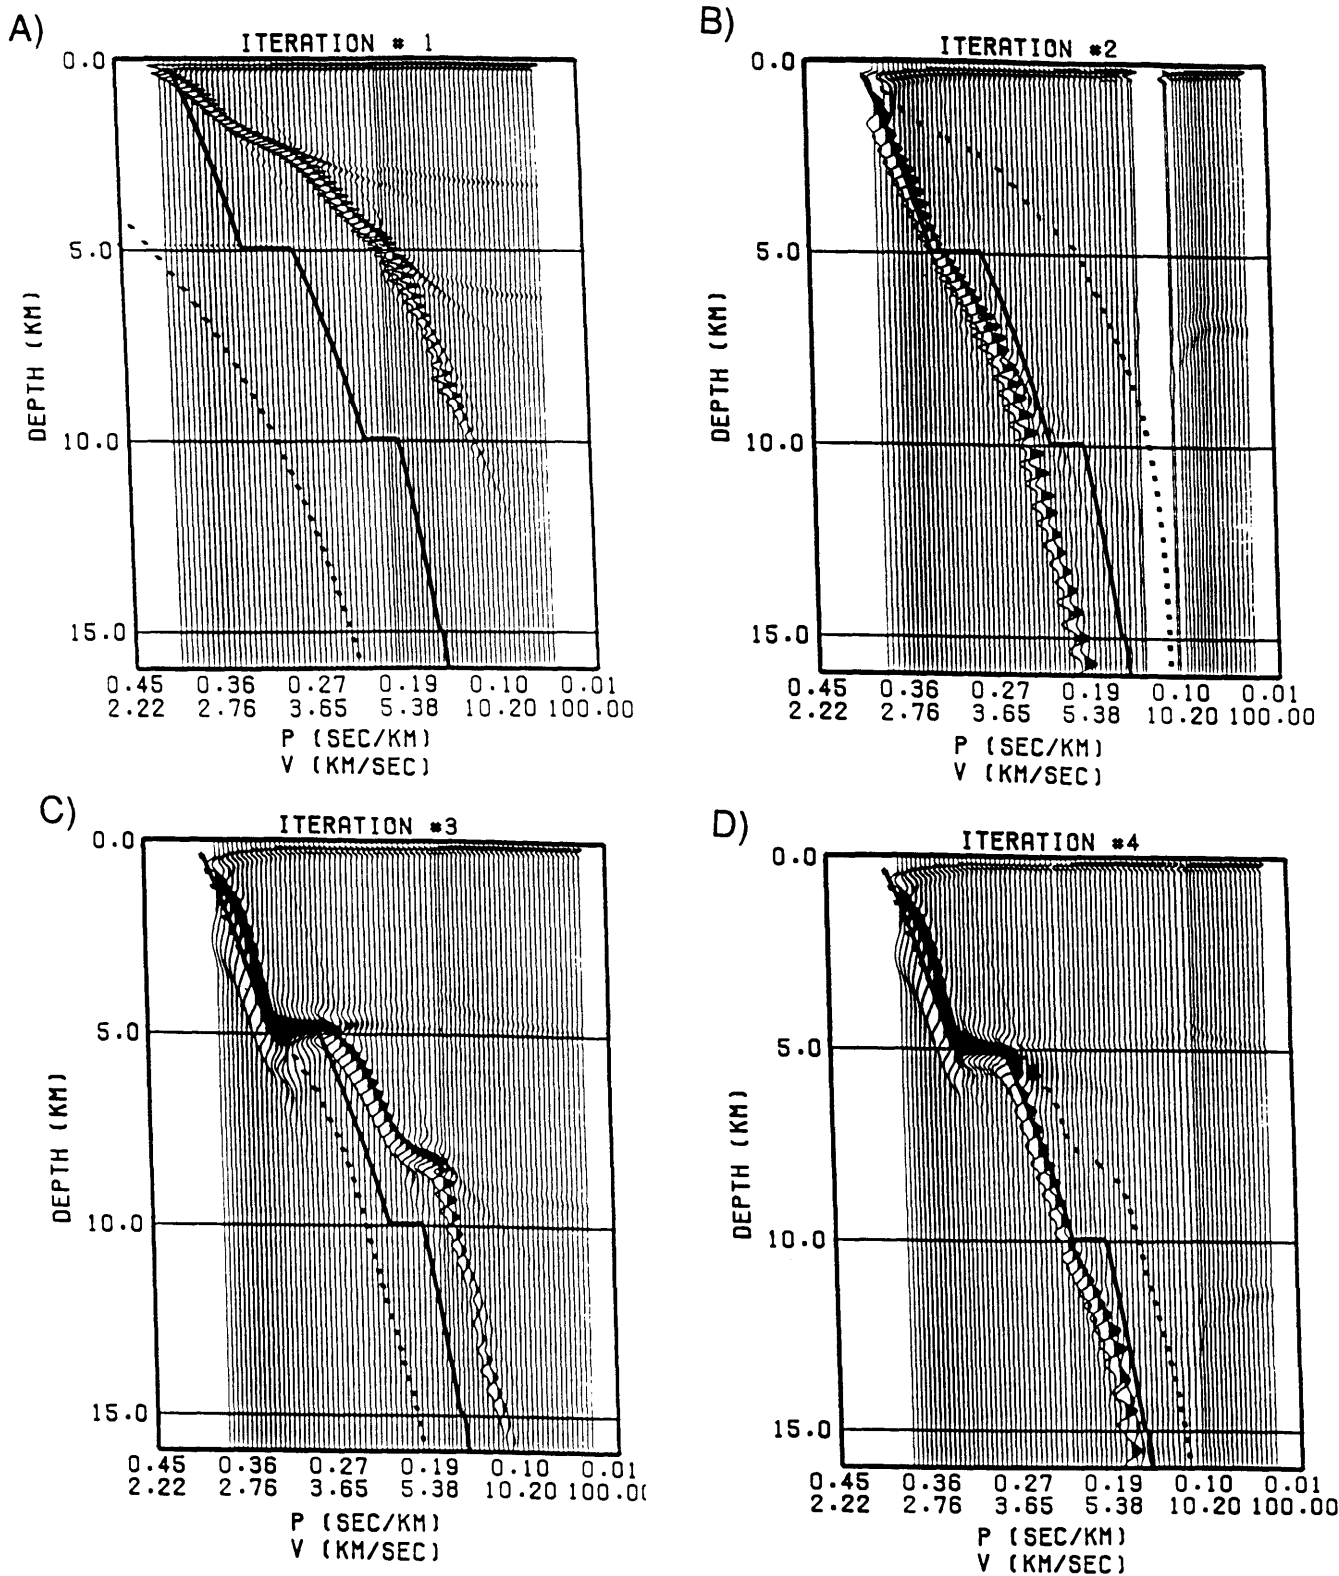 A)
ITERATION # 1
0.0
5.0
10.0
15.0
DEPTH (KM)
0.45 0.36 0.27 0.19 0.10 0.01
2.22 2.76 3.65 5.38 10.20 100.00
P (SEC/KM)
V (KM/SEC)
B)
ITERATION #2
0.0
5.0
10.0
15.0
DEPTH (KM)
0.45 0.36 0.27 0.19 0.10 0.01
2.22 2.76 3.65 5.38 10.20 100.00
P (SEC/KM)
V (KM/SEC)
C)
ITERATION #3
0.0
5.0
10.0
15.0
DEPTH (KM)
0.45 0.36 0.27 0.19 0.10 0.01
2.22 2.76 3.65 5.38 10.20 100.0(
P (SEC/KM)
V (KM/SEC)
D)
ITERATION #4
0.0
5.0
10.0
15.0
DEPTH (KM)
0.45 0.36 0.27 0.19 0.10 0.01
2.22 2.76 3.65 5.38 10.20 100.00
P (SEC/KM)
V (KM/SEC)